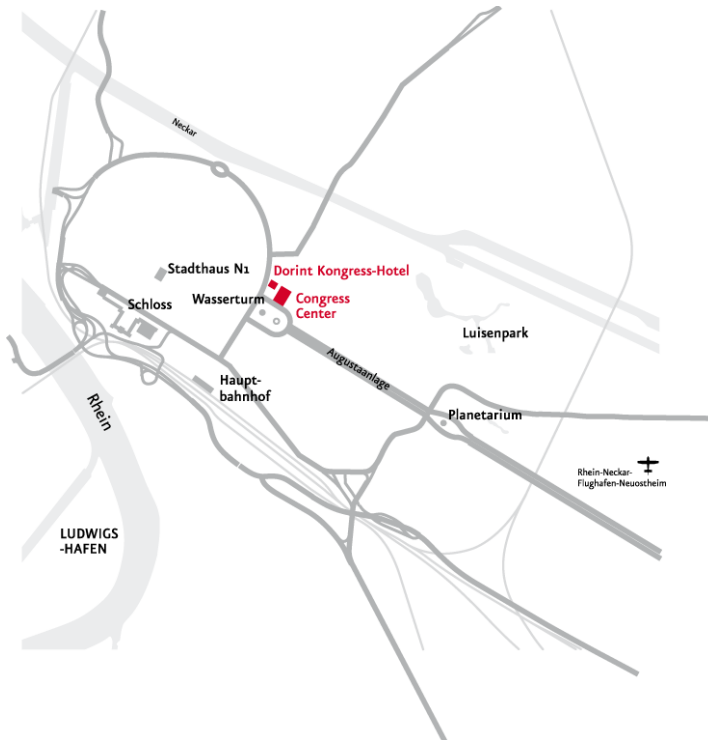 Neckar
Stadthaus N1
Dorint Kongress-Hotel
Schloss
Wasserturm
Congress
Center
Luisenpark
Augustaanlage
Haupt-
bahnhof
Rhein
Planetarium
Rhein-Neckar-
Flughafen-Neuostheim
LUDWIGS
-HAFEN